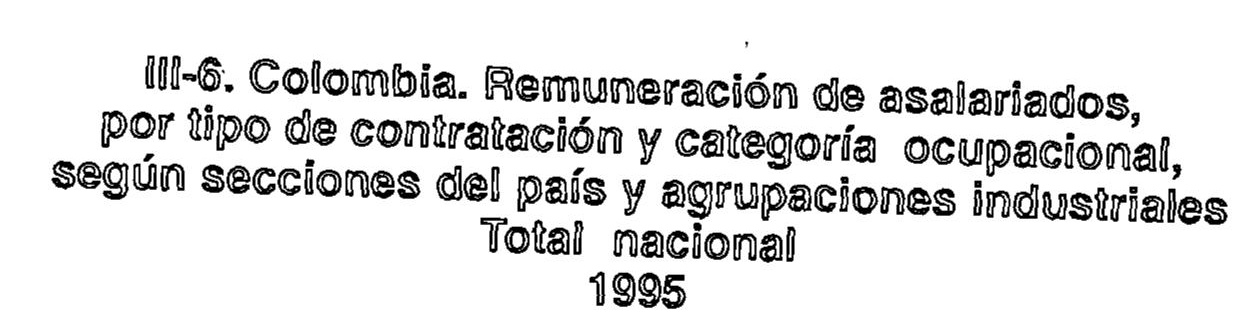 III-6. Colombia. Remuneración de asalariados,
por tipo de contratación y categoría ocupacional,
según secciones del país y agrupaciones industriales
Total nacional
1995